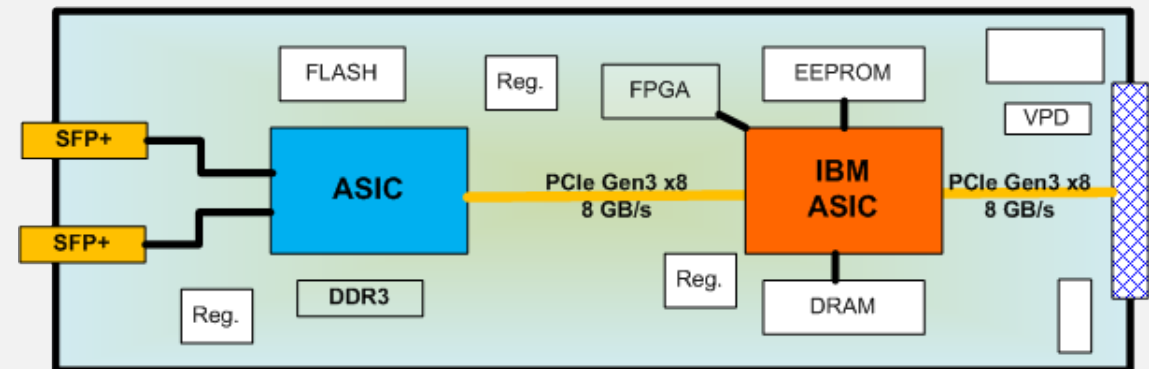 FLASH
Reg.
FPGA
EEPROM
VPD
SFP+
ASIC
PCIe Gen3 x8
8 GB/s
IBM
ASIC
PCIe Gen3 x8
8 GB/s
SFP+
Reg.
DDR3
Reg.
DRAM